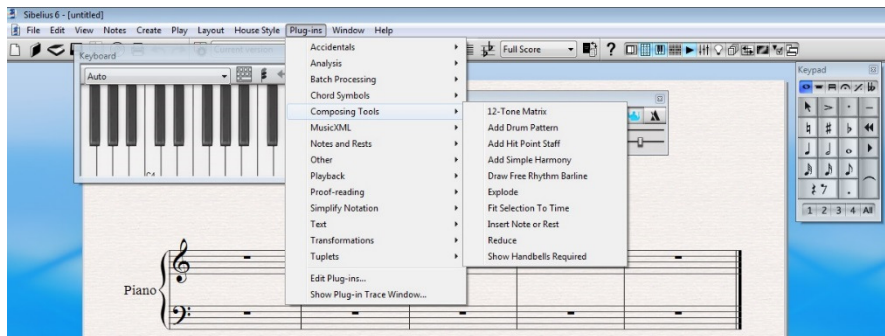 Sibelius 6 - [untitled]
File Edit View Notes Create Play Layout House Style Plug-ins Window Help
Full Score
Keyboard
Auto
C4
Accidentals
Analysis
Batch Processing
Chord Symbols
Composing Tools
MusicXML
Notes and Rests
Other
Playback
Proof-reading
Simplify Notation
Text
Transformations
Tuplets
Edit Plug-ins...
Show Plug-in Trace Window...
12-Tone Matrix
Add Drum Pattern
Add Hit Point Staff
Add Simple Harmony
Draw Free Rhythm Barline
Explode
Fit Selection To Time
Insert Note or Rest
Reduce
Show Handbells Required
Keypad
1 2 3 4 All
Piano